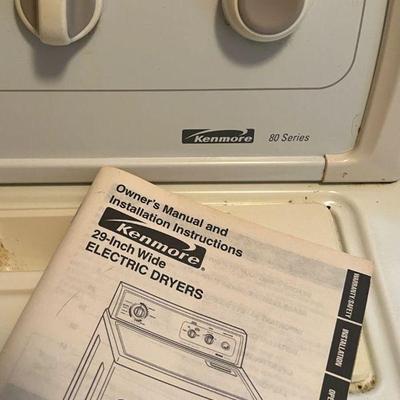 Kenmore 80 Series
Owner's Manual and
Installation Instructions
Kenmore®
29-Inch Wide
ELECTRIC DRYERS
WARRANTY/SAFETY
INSTALLATION